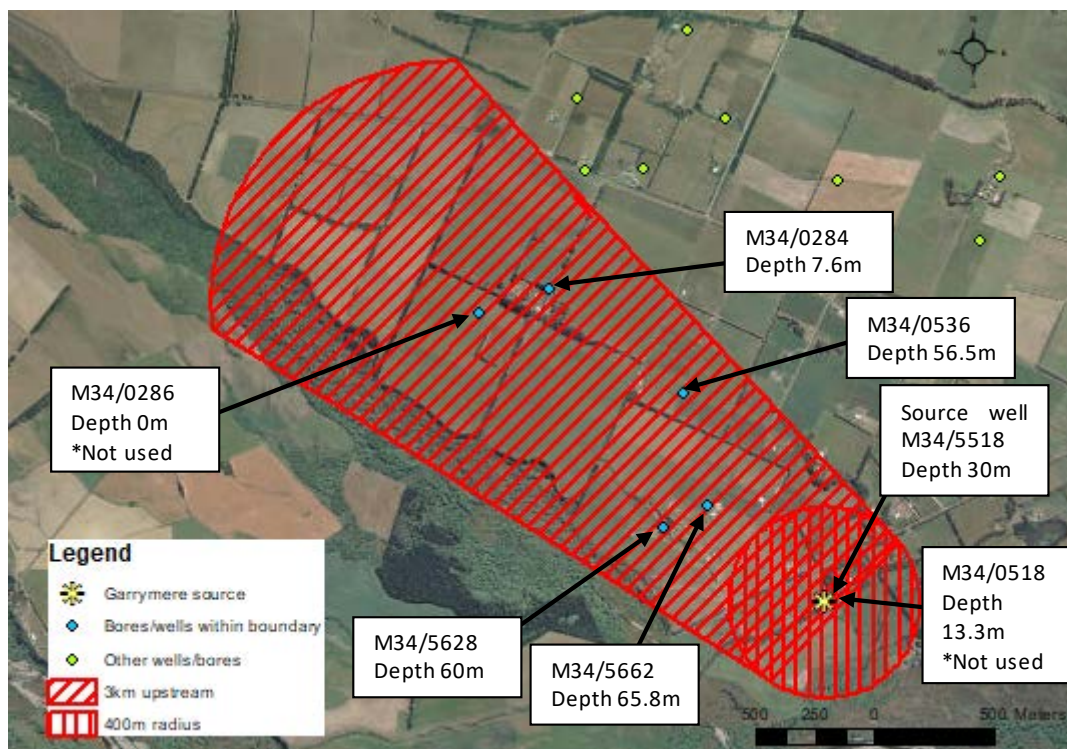 N
W
M34/0284
Depth 7.6m
M34/0536
Depth 56.5m
M34/0286
Depth 0m
*Not used
Source well
M34/5518
Depth 30m
M34/0518
Depth
13.3m
*Not used
M34/5628
Depth 60m
M34/5662
Depth 65.8m
Legend
Garrymere source
Bores/wells within boundary
Other wells/bores
3km upstream
400m radius
500 250 0 500 Meters